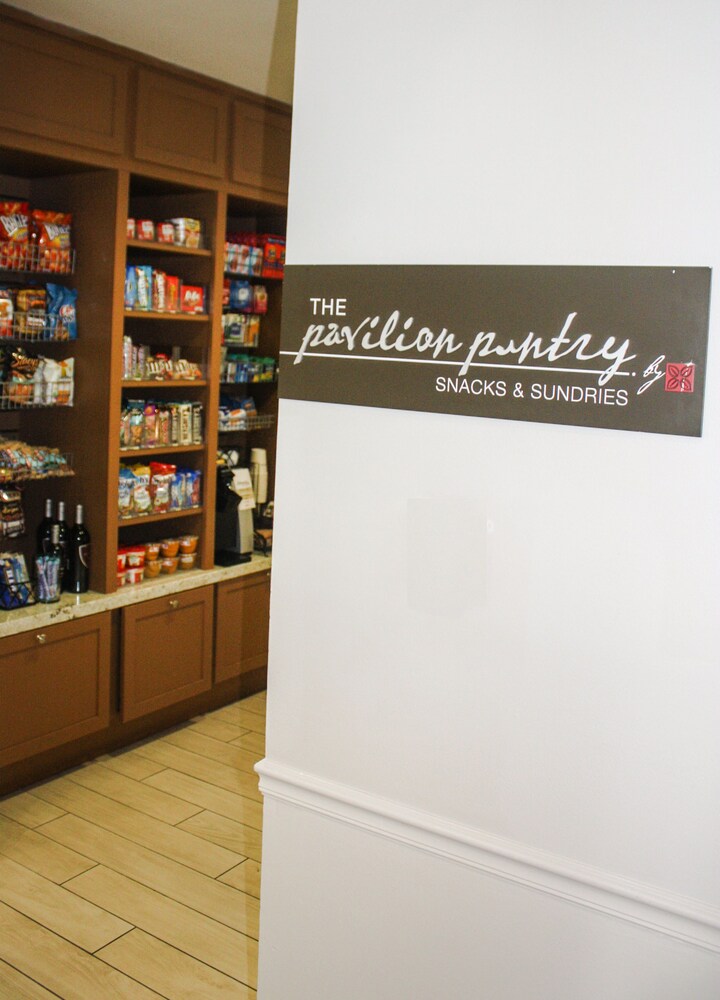 THE
pavilion pantry. by
SNACKS & SUNDRIES